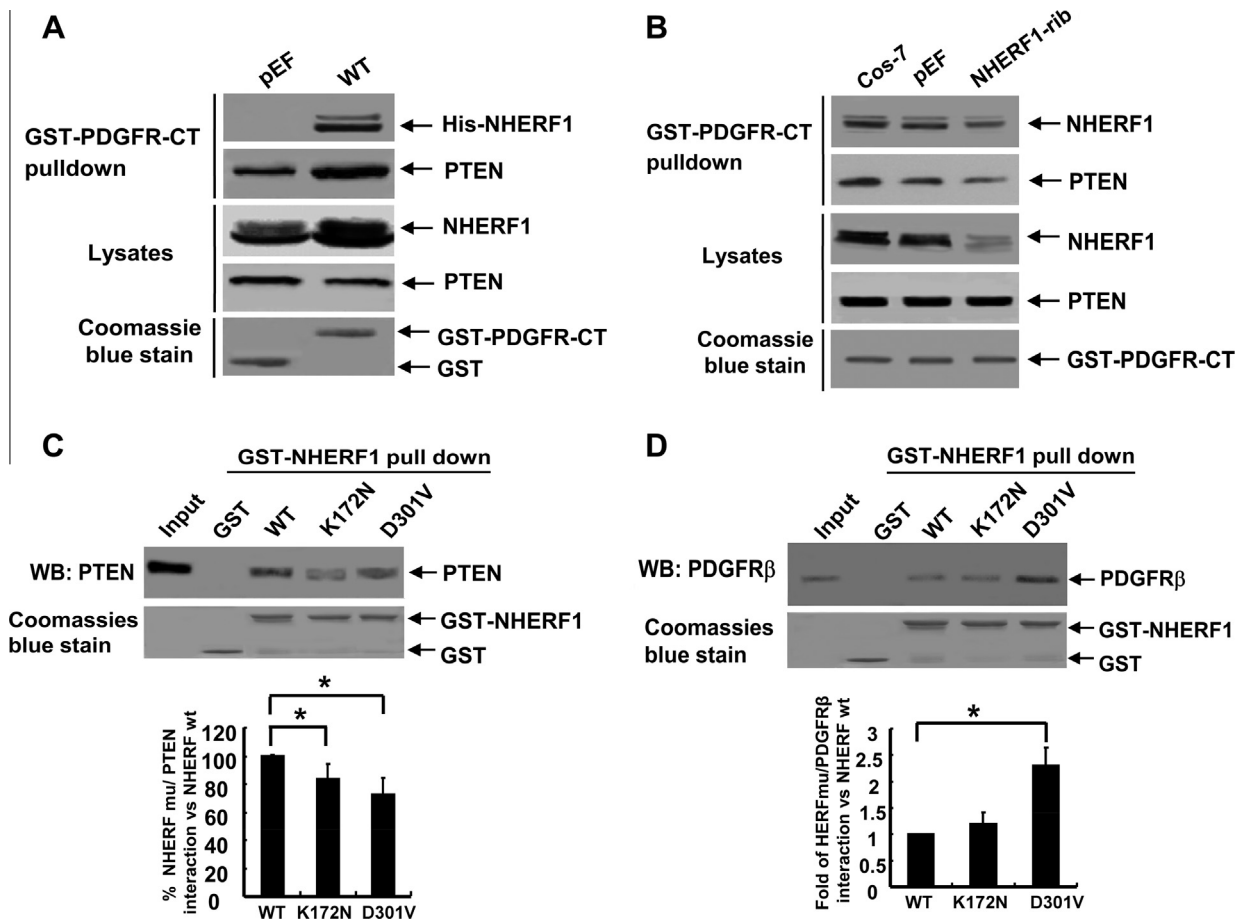 A
pEF
WT
GST-PDGFR-CT
pulldown
His-NHERF1
PTEN
Lysates
NHERF1
PTEN
Coomassie
blue stain
GST-PDGFR-CT
GST
B
Cos-7
pEF
NHERF1-rib
GST-PDGFR-CT
pulldown
NHERF1
PTEN
Lysates
NHERF1
PTEN
Coomassie
blue stain
GST-PDGFR-CT
C
GST-NHERF1 pull down
Input
GST
WT
K172N
D301V
WB: PTEN
PTEN
Coomassies
blue stain
GST-NHERF1
GST
*
*
% NHERF mu/ PTEN
interaction vs NHERF wt
120
100
80
60
40
20
0
WT K172N D301V
D
GST-NHERF1 pull down
Input
GST
WT
K172N
D301V
WB: PDGFRβ
PDGFRβ
Coomassies
blue stain
GST-NHERF1
GST
*
Fold of HERFmu/PDGFRβ
interaction vs NHERF wt
3
2.5
2
1.5
1
0.5
0
WT K172N D301V